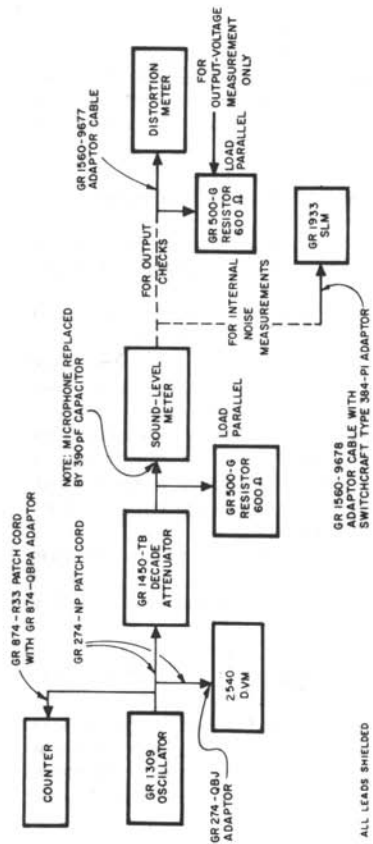 COUNTER
GR 874-R33 PATCH CORD
WITH GR 874-QBPA ADAPTOR
GR 274-NP PATCH CORD
GR 1309
OSCILLATOR
2540
DVM
GR 274-QBJ
ADAPTOR
GR 1450-TB
DECADE
ATTENUATOR
NOTE: MICROPHONE REPLACED
BY 390pF CAPACITOR
LOAD PARALLEL
GR 500-G
RESISTOR
600Ω
SOUND-LEVEL
METER
FOR OUTPUT
CHECKS
FOR INTERNAL
NOISE
MEASUREMENTS
GR 1560-9677
ADAPTOR CABLE
DISTORTION
METER
LOAD
PARALLEL
GR 500-G
RESISTOR
600 Ω
FOR
OUTPUT-VOLTAGE
MEASUREMENT
ONLY
GR 1933
SLM
GR 1560-9678
ADAPTOR CABLE WITH
SWITCHCRAFT TYPE 384-P1 ADAPTOR
ALL LEADS SHIELDED